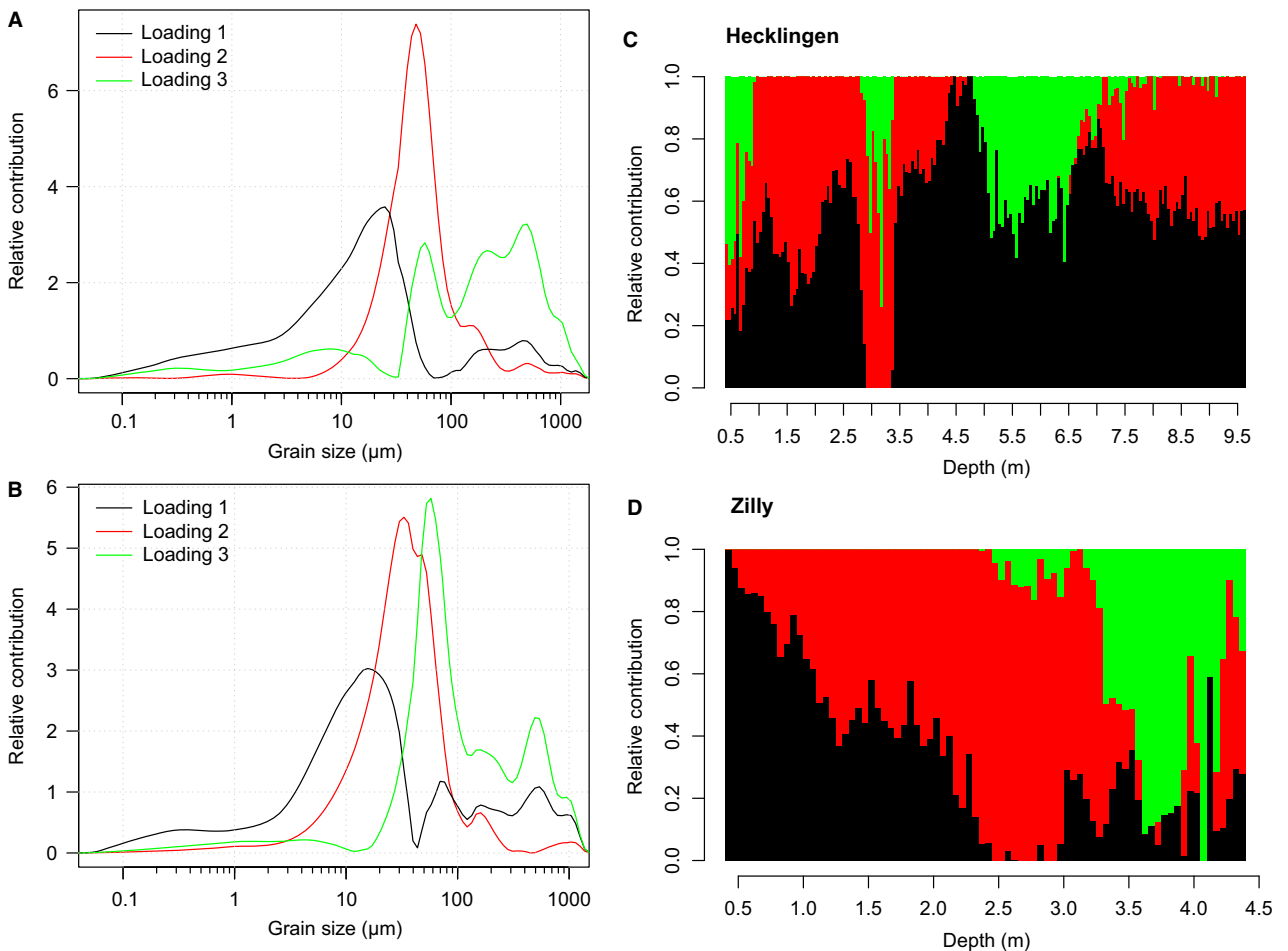 A
Loading 1
Loading 2
Loading 3
Relative contribution
6
4
2
0
0.1 1 10 100 1000
Grain size (µm)
B
Loading 1
Loading 2
Loading 3
Relative contribution
6
5
4
3
2
1
0
0.1 1 10 100 1000
Grain size (µm)
C Hecklingen
Relative contribution
1.0
0.8
0.6
0.4
0.2
0.0
0.5 1.5 2.5 3.5 4.5 5.5 6.5 7.5 8.5 9.5
Depth (m)
D Zilly
Relative contribution
1.0
0.8
0.6
0.4
0.2
0.0
0.5 1.0 1.5 2.0 2.5 3.0 3.5 4.0 4.5
Depth (m)